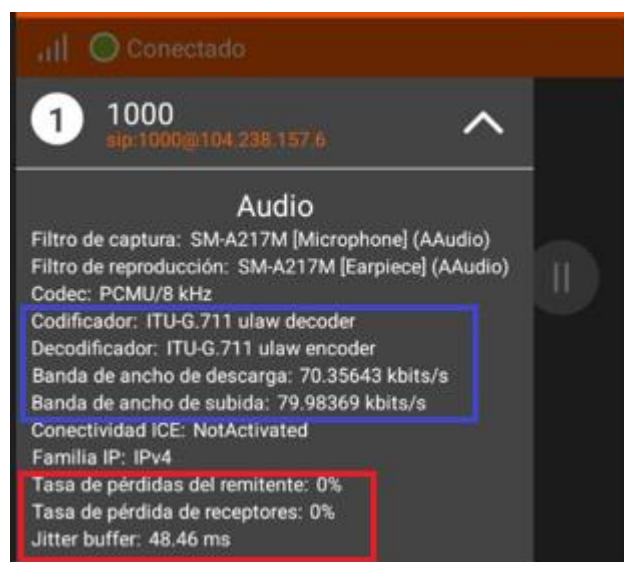 Conectado
1 1000
sip:1000@104.238.157.6
Audio
Filtro de captura: SM-A217M [Microphone] (AAudio)
Filtro de reproducción: SM-A217M [Earpiece] (AAudio)
Codec: PCMU/8 kHz
Codificador: ITU-G.711 ulaw decoder
Decodificador: ITU-G.711 ulaw encoder
Banda de ancho de descarga: 70.35643 kbits/s
Banda de ancho de subida: 79.98369 kbits/s
Conectividad ICE: NotActivated
Familia IP: IPv4
Tasa de pérdidas del remitente: 0%
Tasa de pérdida de receptores: 0%
Jitter buffer: 48.46 ms